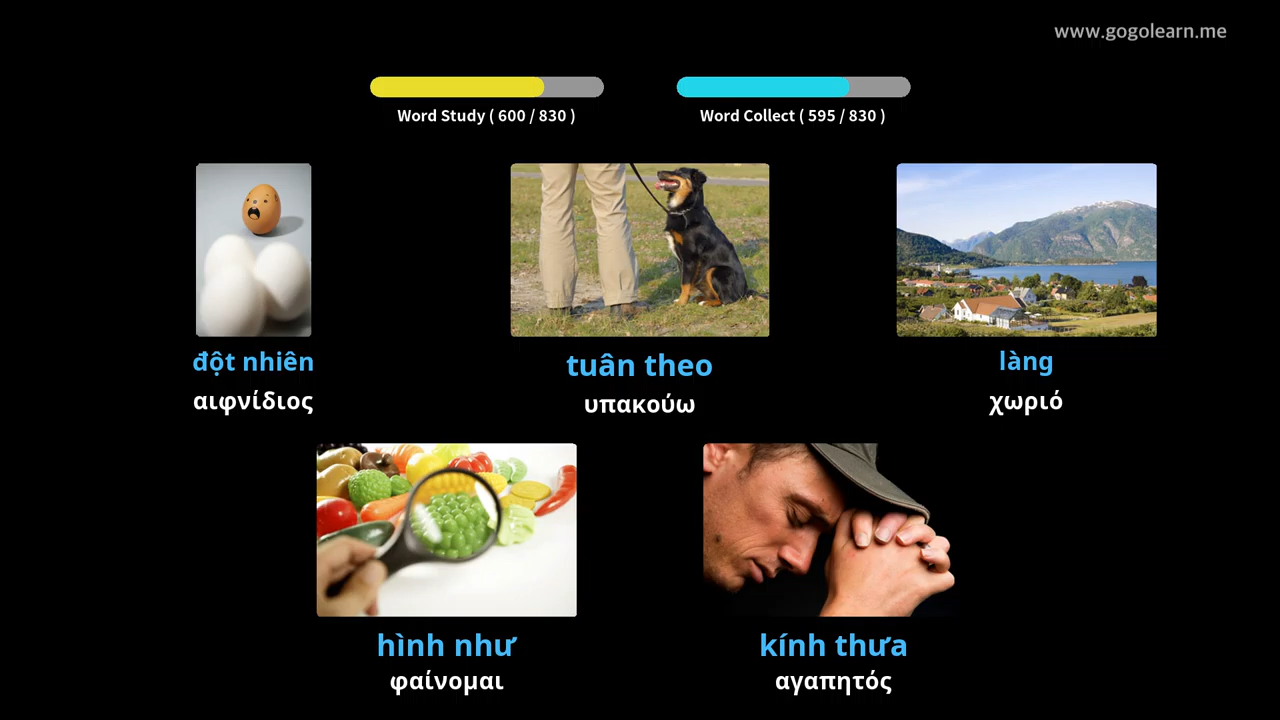 www.gogolearn.me
Word Study ( 600 / 830 )
Word Collect ( 595 / 830 )
đột nhiên
αιφνίδιος
tuân theo
υπακούω
làng
χωριό
hình như
φαίνομαι
kính thưa
αγαπητός